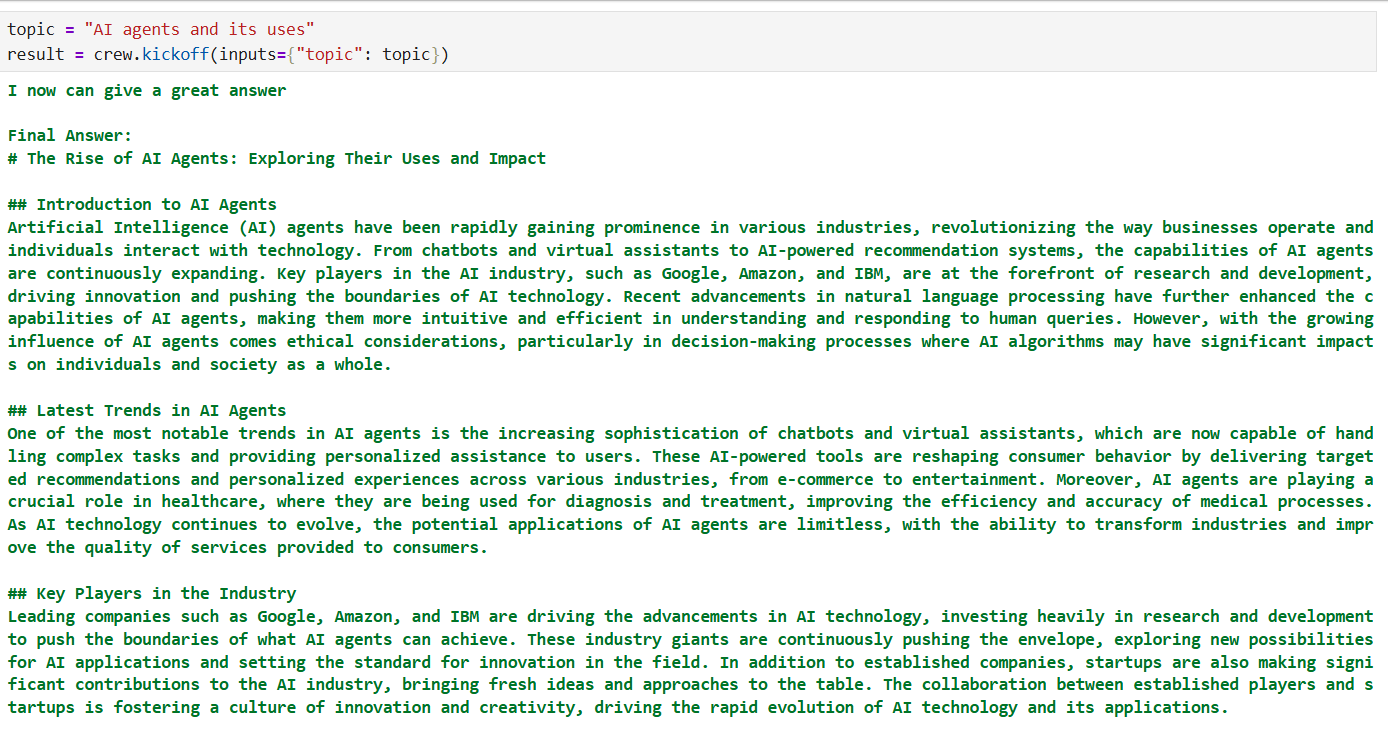 topic = "AI agents and its uses"
result = crew.kickoff(inputs={"topic": topic})
I now can give a great answer
Final Answer:
# The Rise of AI Agents: Exploring Their Uses and Impact
## Introduction to AI Agents
Artificial Intelligence (AI) agents have been rapidly gaining prominence in various industries, revolutionizing the way businesses operate and
individuals interact with technology. From chatbots and virtual assistants to AI-powered recommendation systems, the capabilities of AI agents
are continuously expanding. Key players in the AI industry, such as Google, Amazon, and IBM, are at the forefront of research and development,
driving innovation and pushing the boundaries of AI technology. Recent advancements in natural language processing have further enhanced the c
apabilities of AI agents, making them more intuitive and efficient in understanding and responding to human queries. However, with the growing
influence of AI agents comes ethical considerations, particularly in decision-making processes where AI algorithms may have significant impact
s on individuals and society as a whole.
## Latest Trends in AI Agents
One of the most notable trends in AI agents is the increasing sophistication of chatbots and virtual assistants, which are now capable of hand
ling complex tasks and providing personalized assistance to users. These AI-powered tools are reshaping consumer behavior by delivering target
ed recommendations and personalized experiences across various industries, from e-commerce to entertainment. Moreover, AI agents are playing a
crucial role in healthcare, where they are being used for diagnosis and treatment, improving the efficiency and accuracy of medical processes.
As AI technology continues to evolve, the potential applications of AI agents are limitless, with the ability to transform industries and impr
ove the quality of services provided to consumers.
## Key Players in the Industry
Leading companies such as Google, Amazon, and IBM are driving the advancements in AI technology, investing heavily in research and development
to push the boundaries of what AI agents can achieve. These industry giants are continuously pushing the envelope, exploring new possibilities
for AI applications and setting the standard for innovation in the field. In addition to established companies, startups are also making signi
ficant contributions to the AI industry, bringing fresh ideas and approaches to the table. The collaboration between established players and s
tartups is fostering a culture of innovation and creativity, driving the rapid evolution of AI technology and its applications.